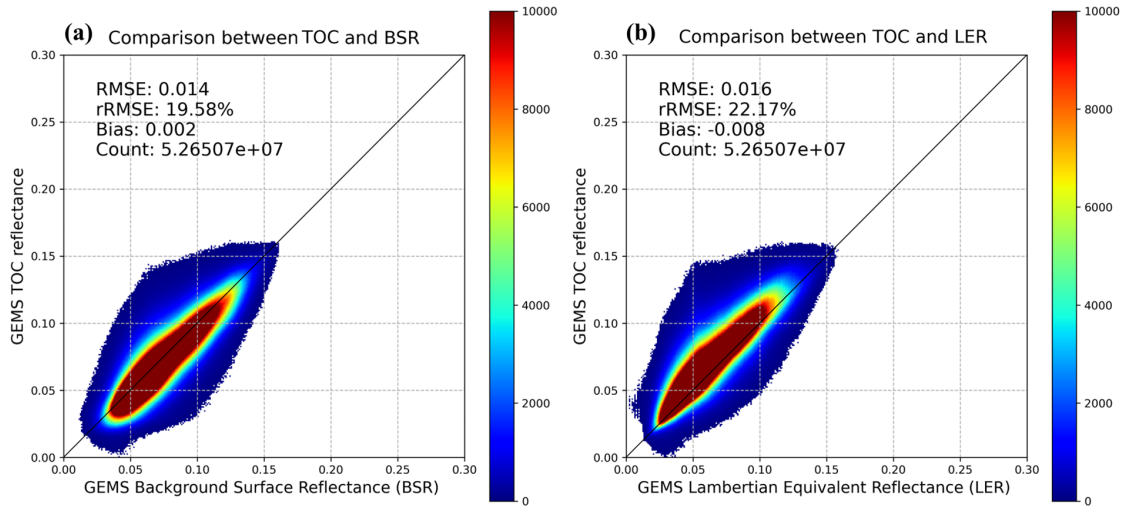 (a) Comparison between TOC and BSR
RMSE: 0.014
rRMSE: 19.58%
Bias: 0.002
Count: 5.26507e+07
GEMS TOC reflectance
0.30
0.25
0.20
0.15
0.10
0.05
0.00
0.00 0.05 0.10 0.15 0.20 0.25 0.30
GEMS Background Surface Reflectance (BSR)
10000
8000
6000
4000
2000
0
(b) Comparison between TOC and LER
RMSE: 0.016
rRMSE: 22.17%
Bias: -0.008
Count: 5.26507e+07
GEMS TOC reflectance
0.30
0.25
0.20
0.15
0.10
0.05
0.00
0.00 0.05 0.10 0.15 0.20 0.25 0.30
GEMS Lambertian Equivalent Reflectance (LER)
10000
8000
6000
4000
2000
0